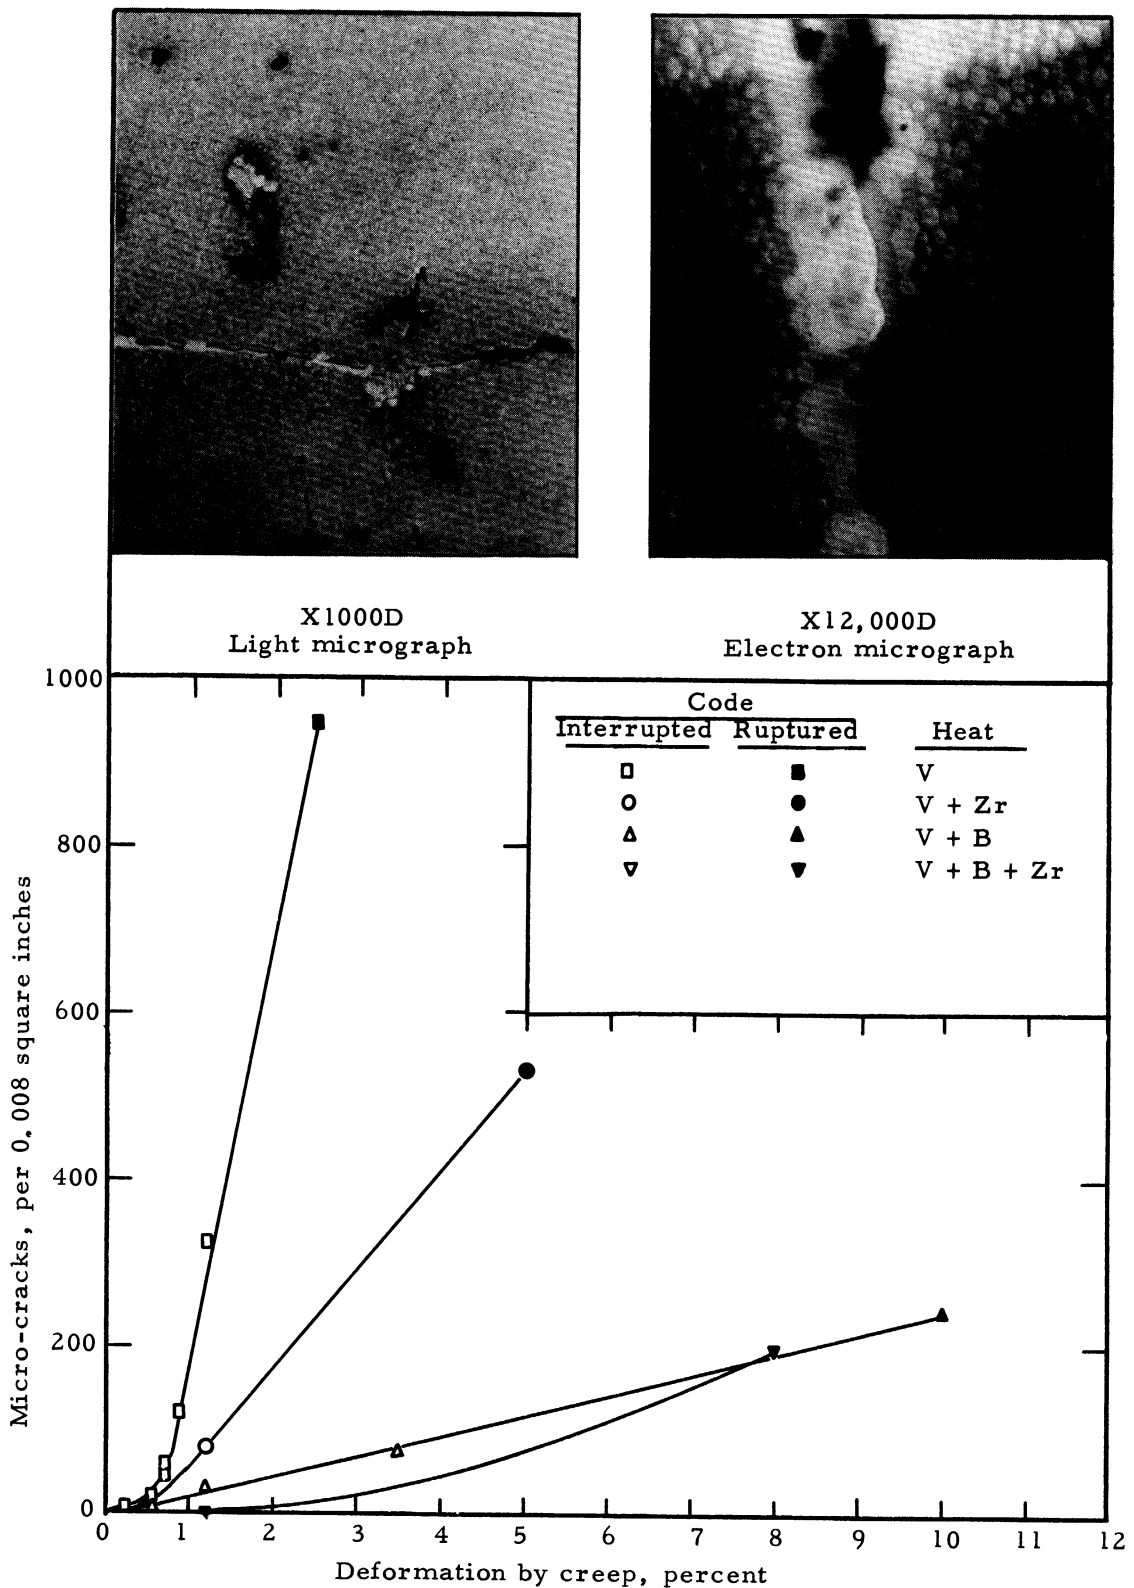 X1000D
Light micrograph
X12,000D
Electron micrograph
Code
Interrupted Ruptured Heat
V
V + Zr
V + B
V + B + Zr
1000
800
600
400
200
0
Micro-cracks, per 0.008 square inches
0 1 2 3 4 5 6 7 8 9 10 11 12
Deformation by creep, percent